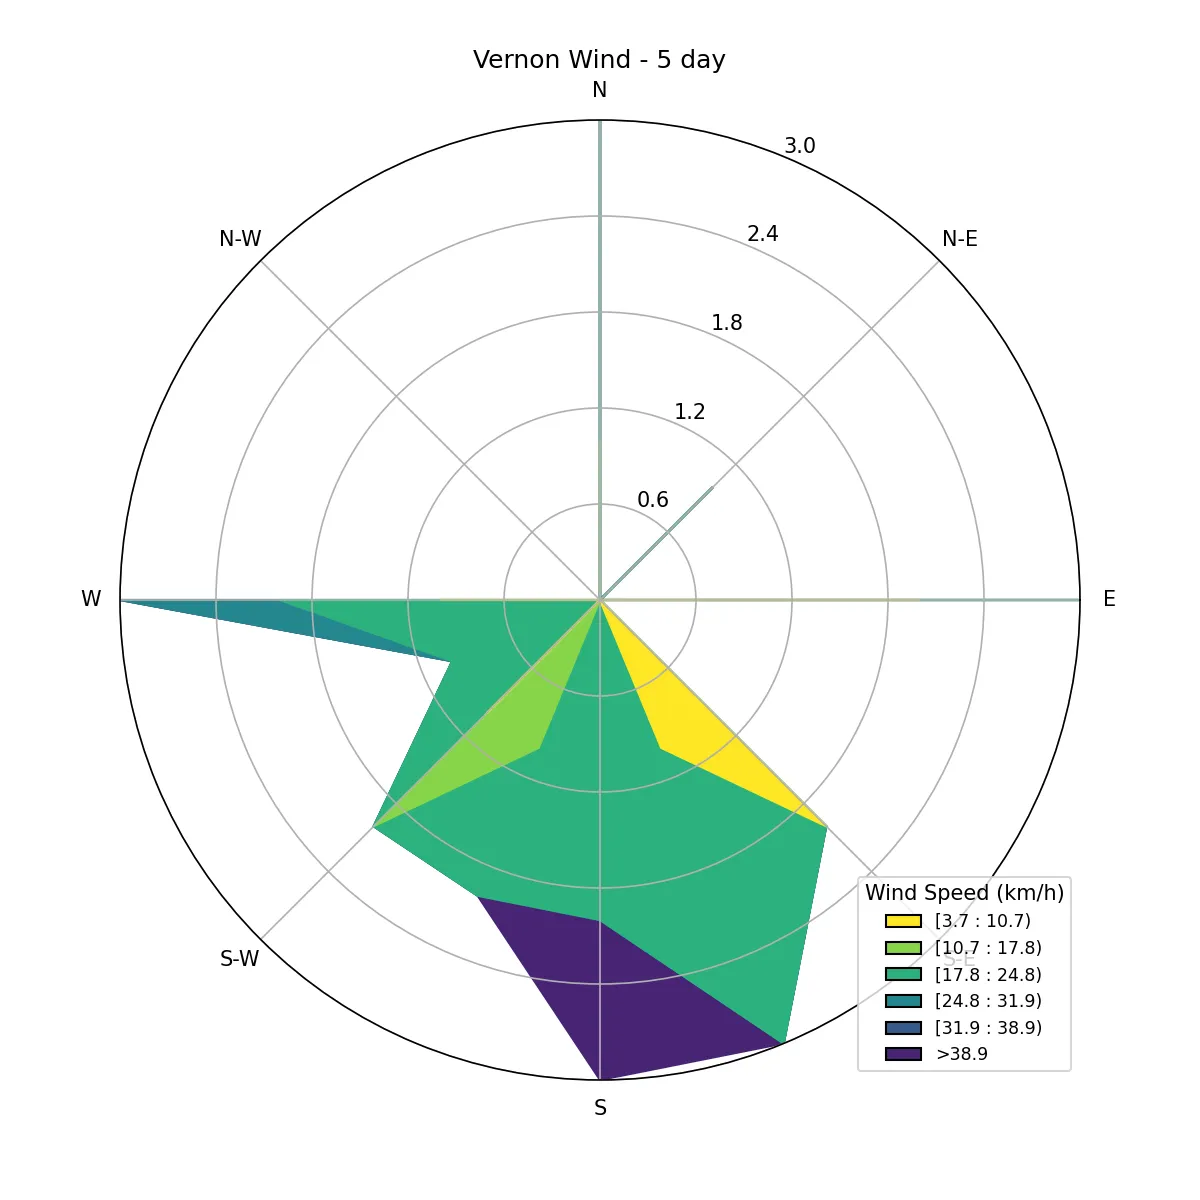 Vernon Wind - 5 day
N
3.0
N-W
N-E
2.4
1.8
1.2
0.6
W
E
Wind Speed (km/h)
[3.7 : 10.7)
[10.7 : 17.8)
S-W
S-E
[17.8 : 24.8)
[24.8 : 31.9)
[31.9 : 38.9)
>38.9
S